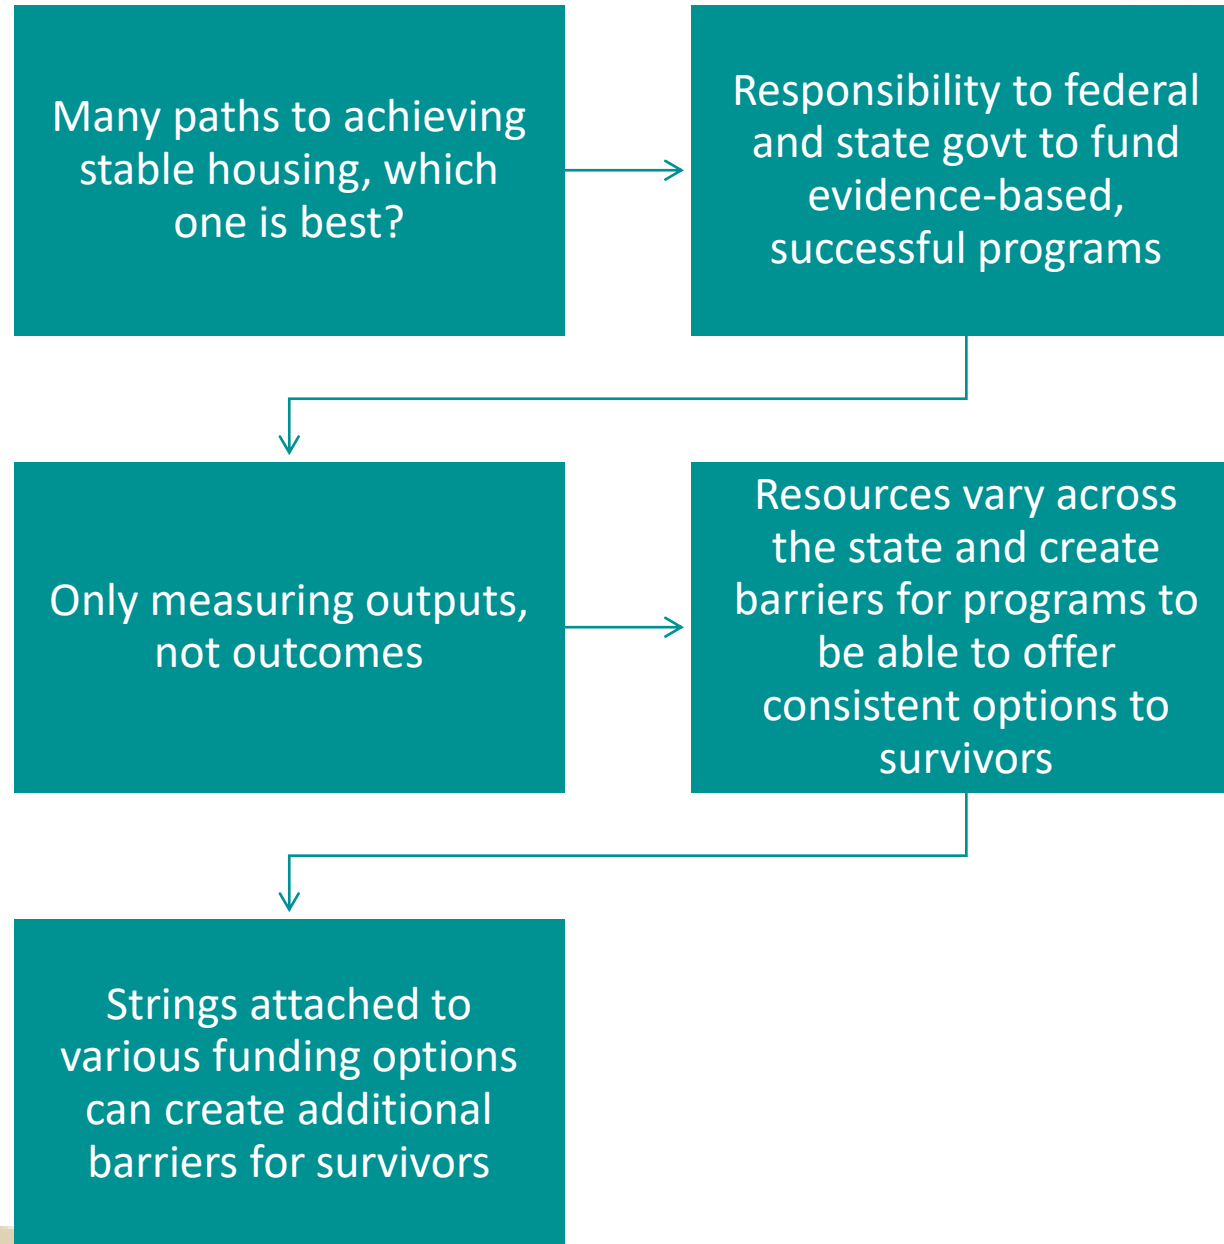 Many paths to achieving
stable housing, which
one is best?
Responsibility to federal
and state govt to fund
evidence-based,
successful programs
Only measuring outputs,
not outcomes
Resources vary across
the state and create
barriers for programs to
be able to offer
consistent options to
survivors
Strings attached to
various funding options
can create additional
barriers for survivors